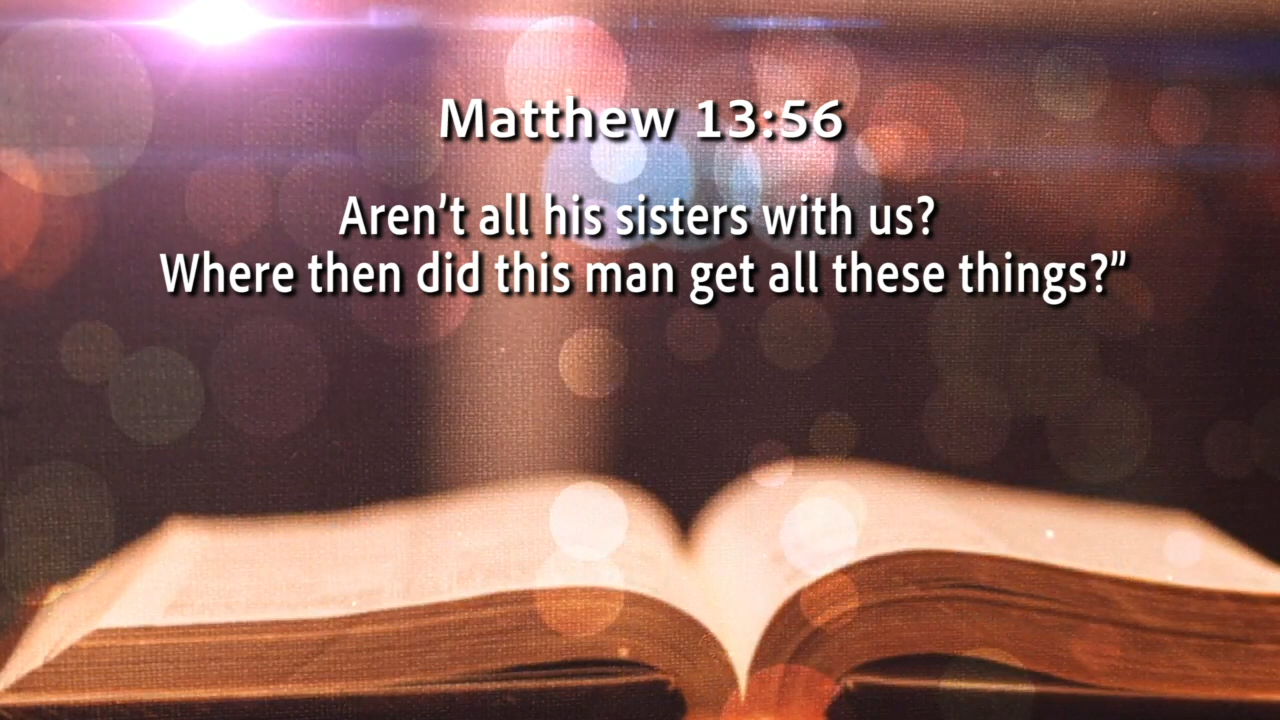 Matthew 13:56
Aren’t all his sisters with us?
Where then did this man get all these things?”